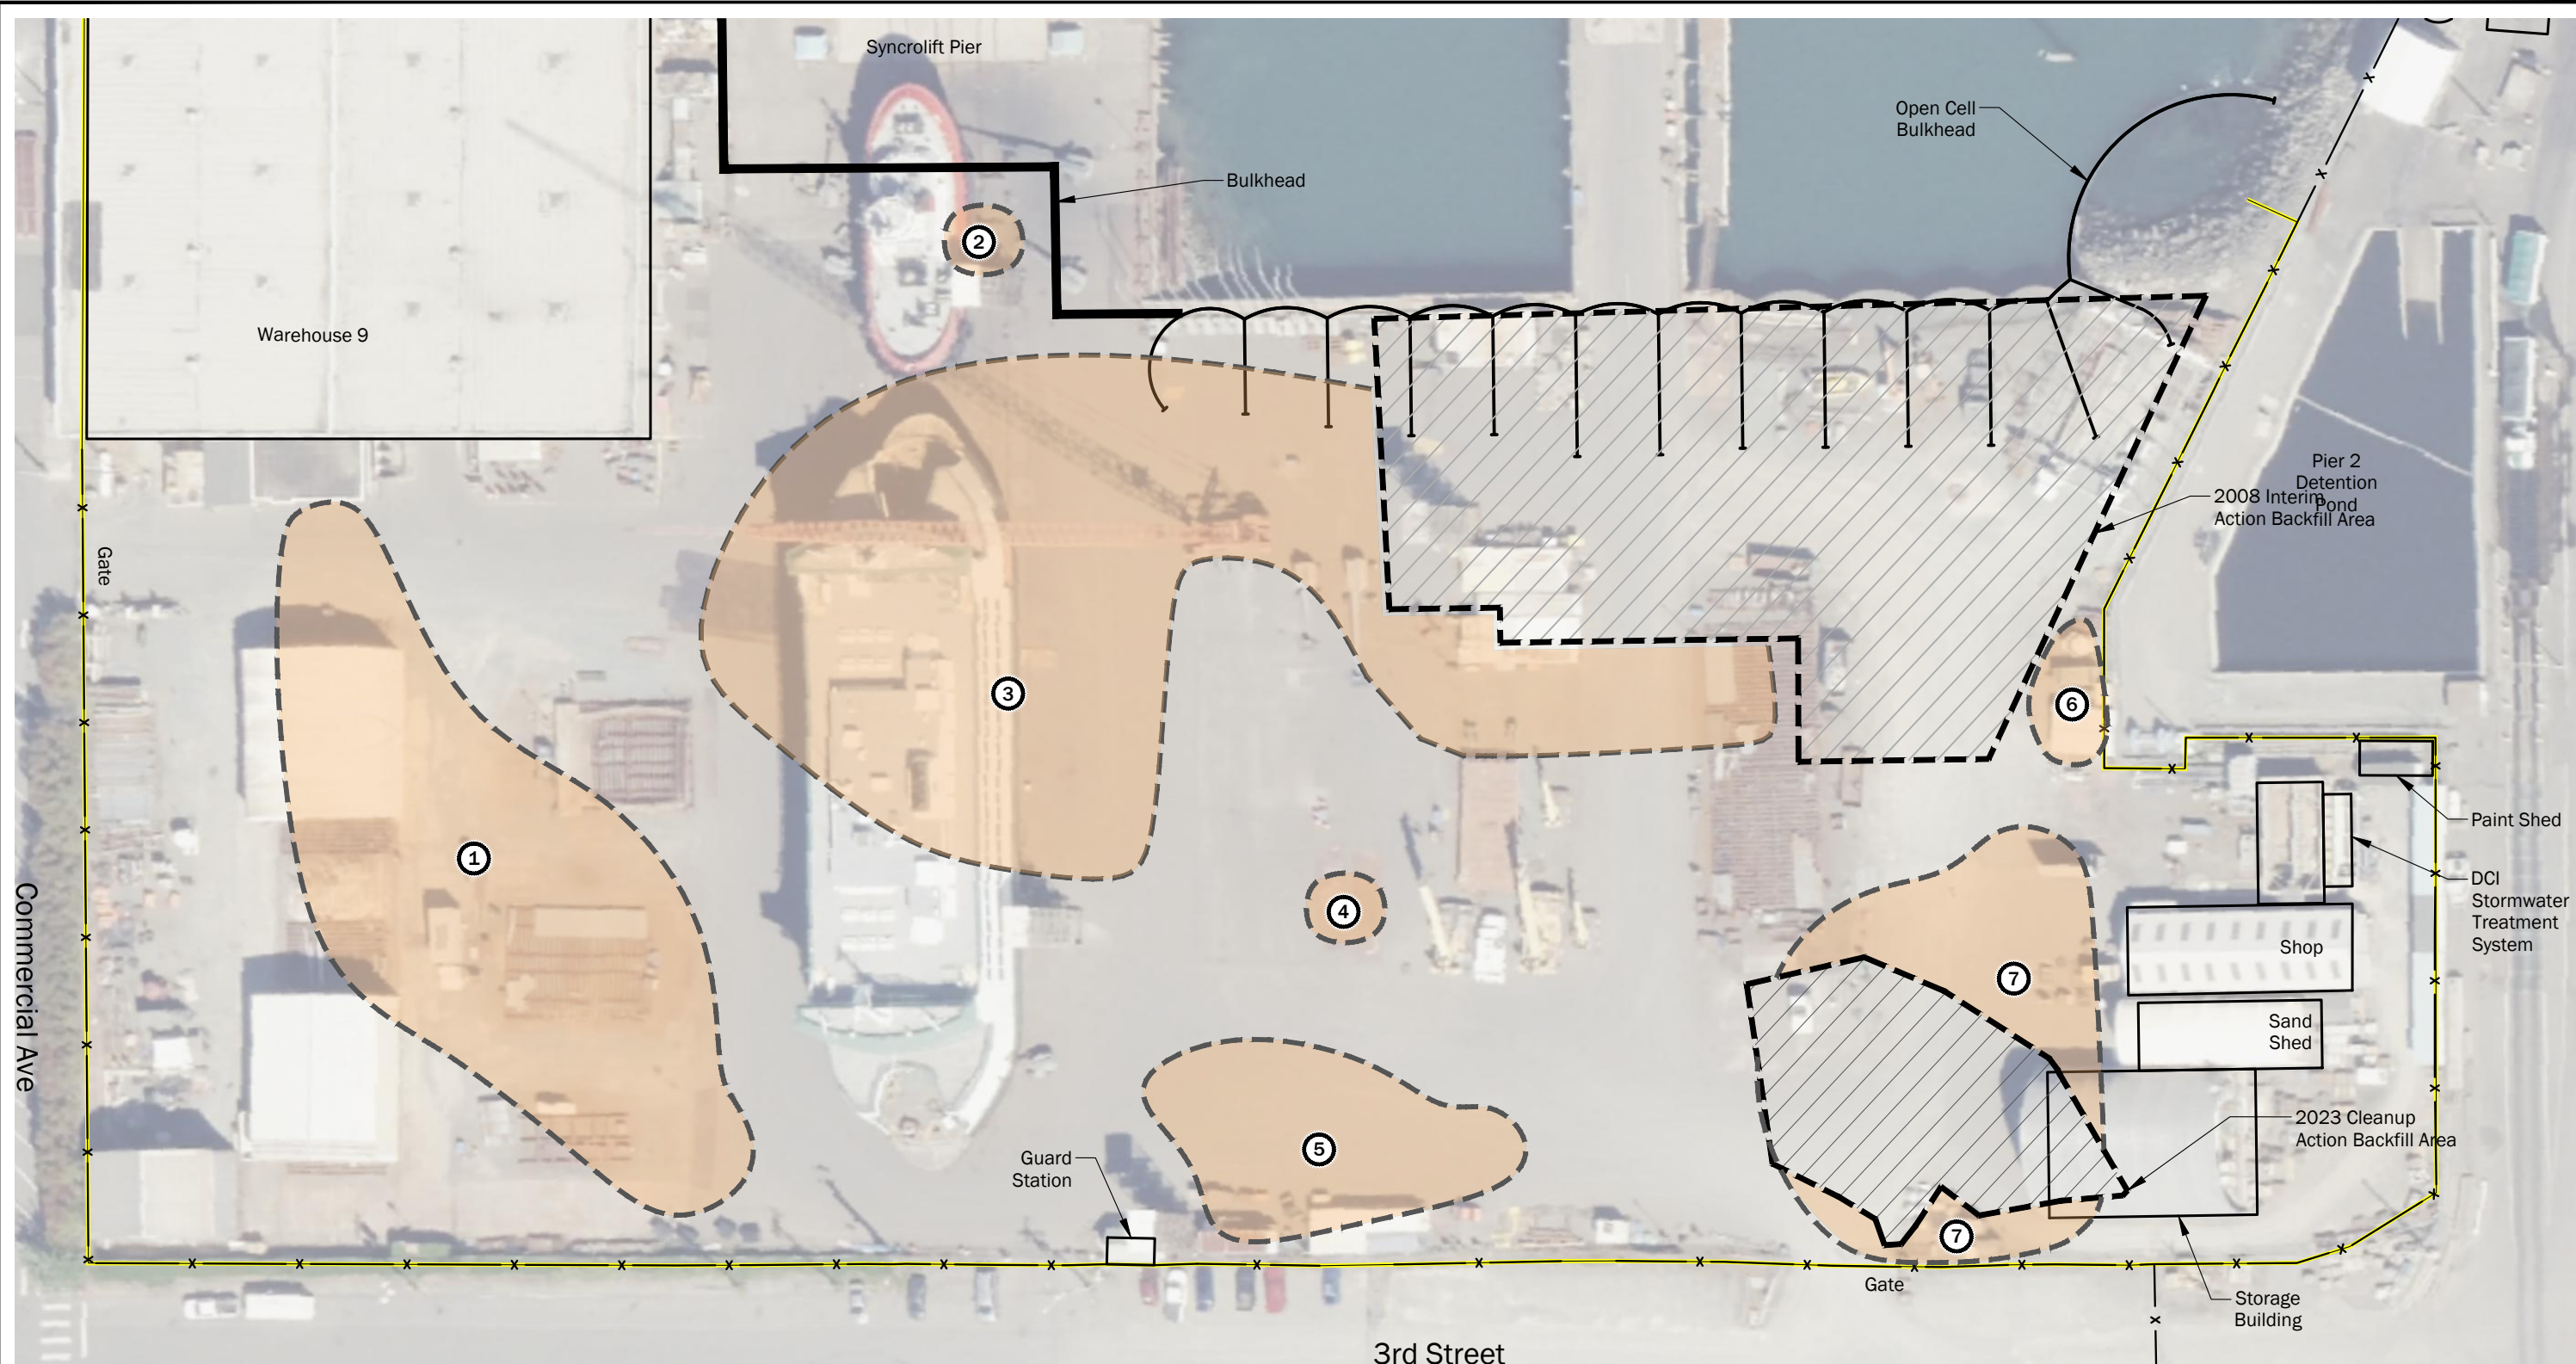 Syncrolift Pier
Open Cell
Bulkhead
Bulkhead
2
Warehouse 9
Pier 2
Detention
Pond
2008 Interim
Action Backfill Area
Gate
3
6
Paint Shed
1
DCI
Stormwater
Treatment
System
4
Shop
7
Commercial Ave
Sand
Shed
2023 Cleanup
Action Backfill Area
5
Guard
Station
7
Gate
Storage
Building
3rd Street